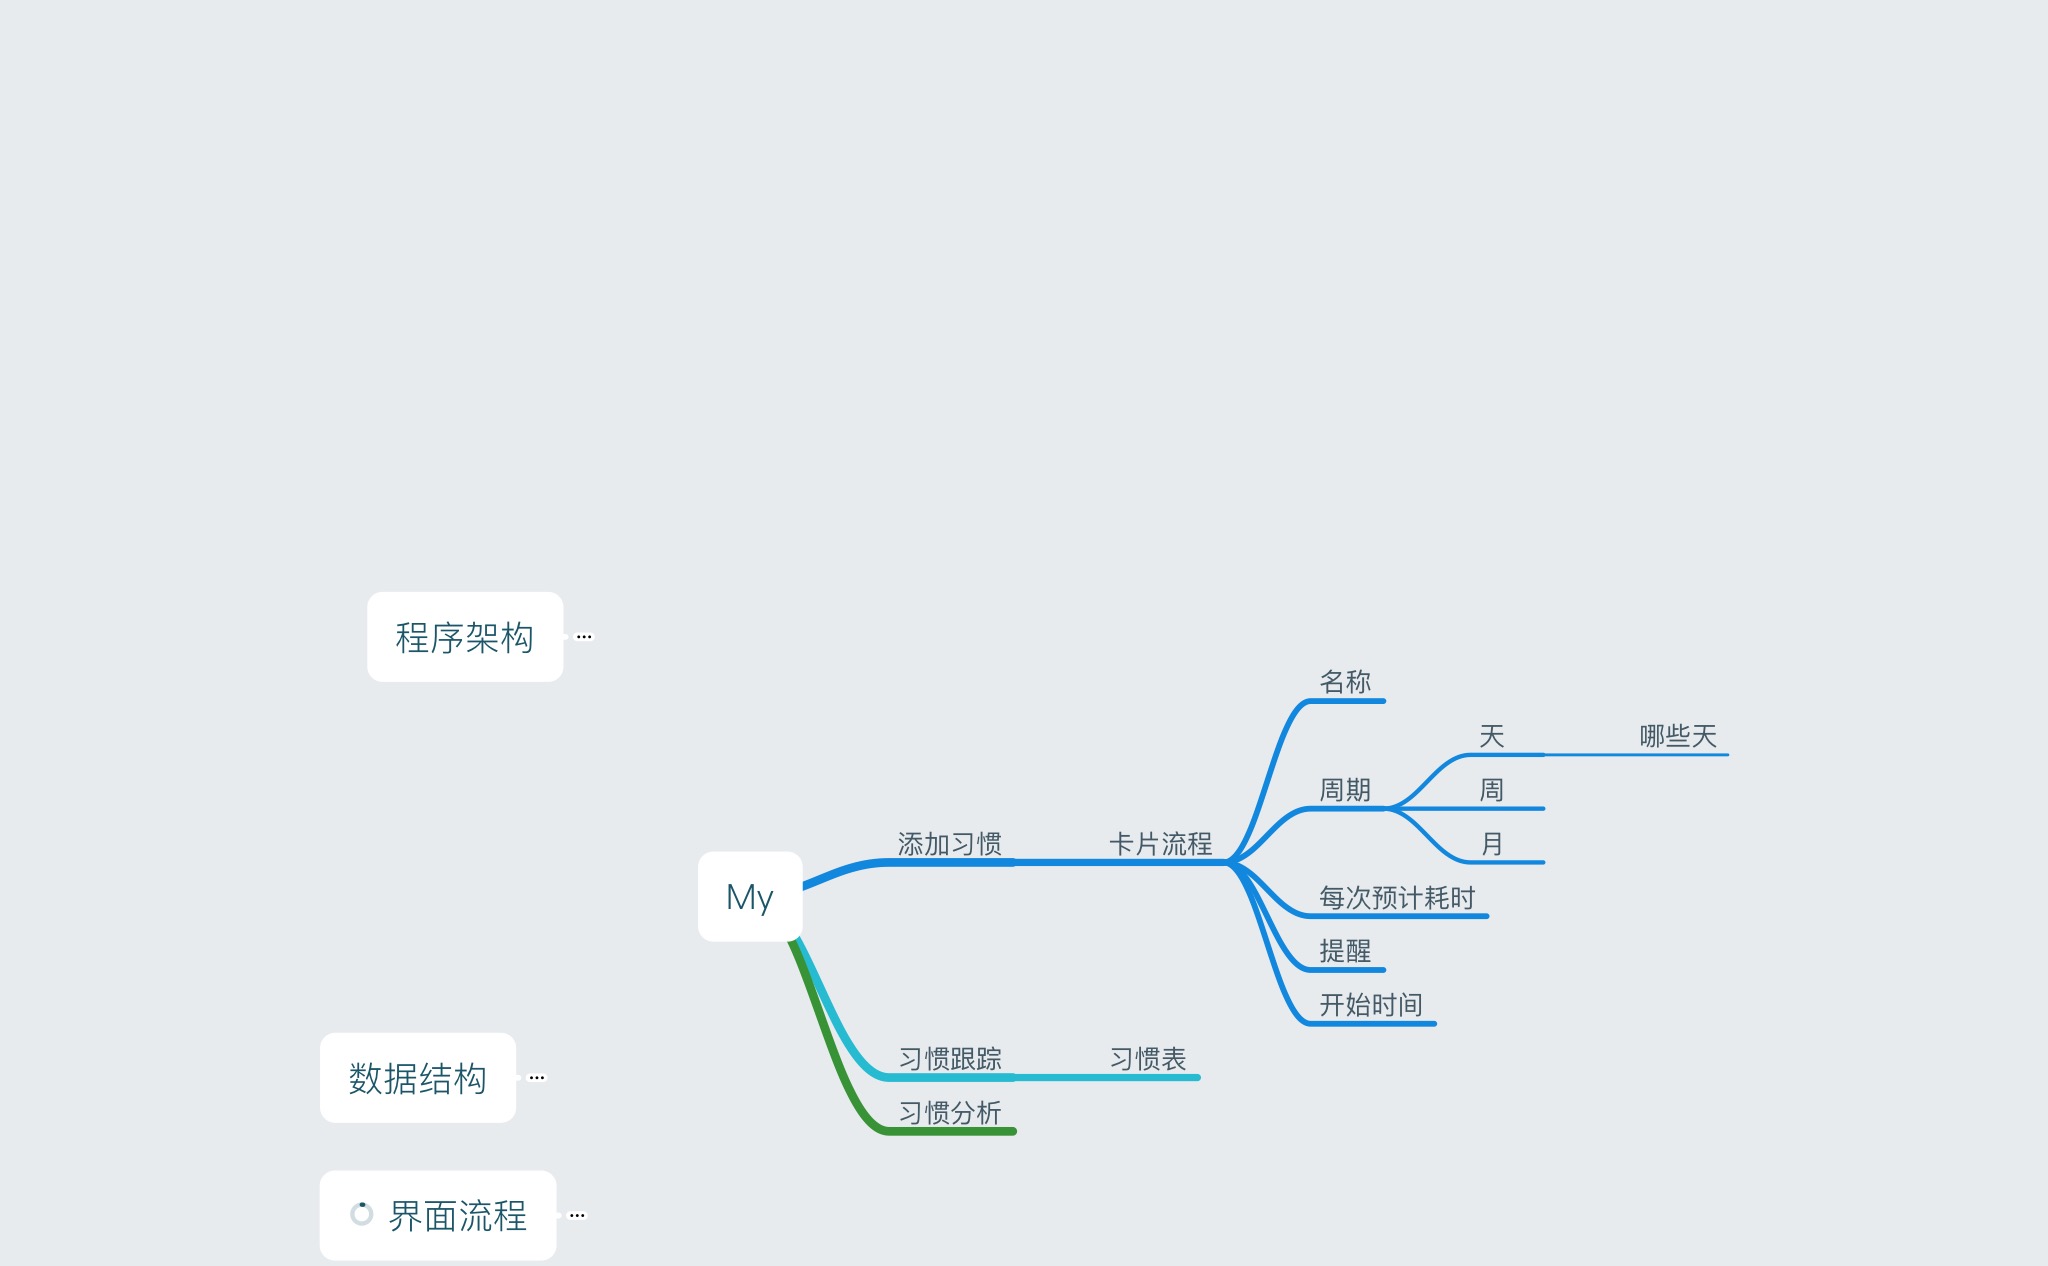 程序架构
名称
天
哪些天
周期
周
添加习惯
卡片流程
月
My
每次预计耗时
提醒
开始时间
数据结构
习惯跟踪
习惯表
习惯分析
界面流程